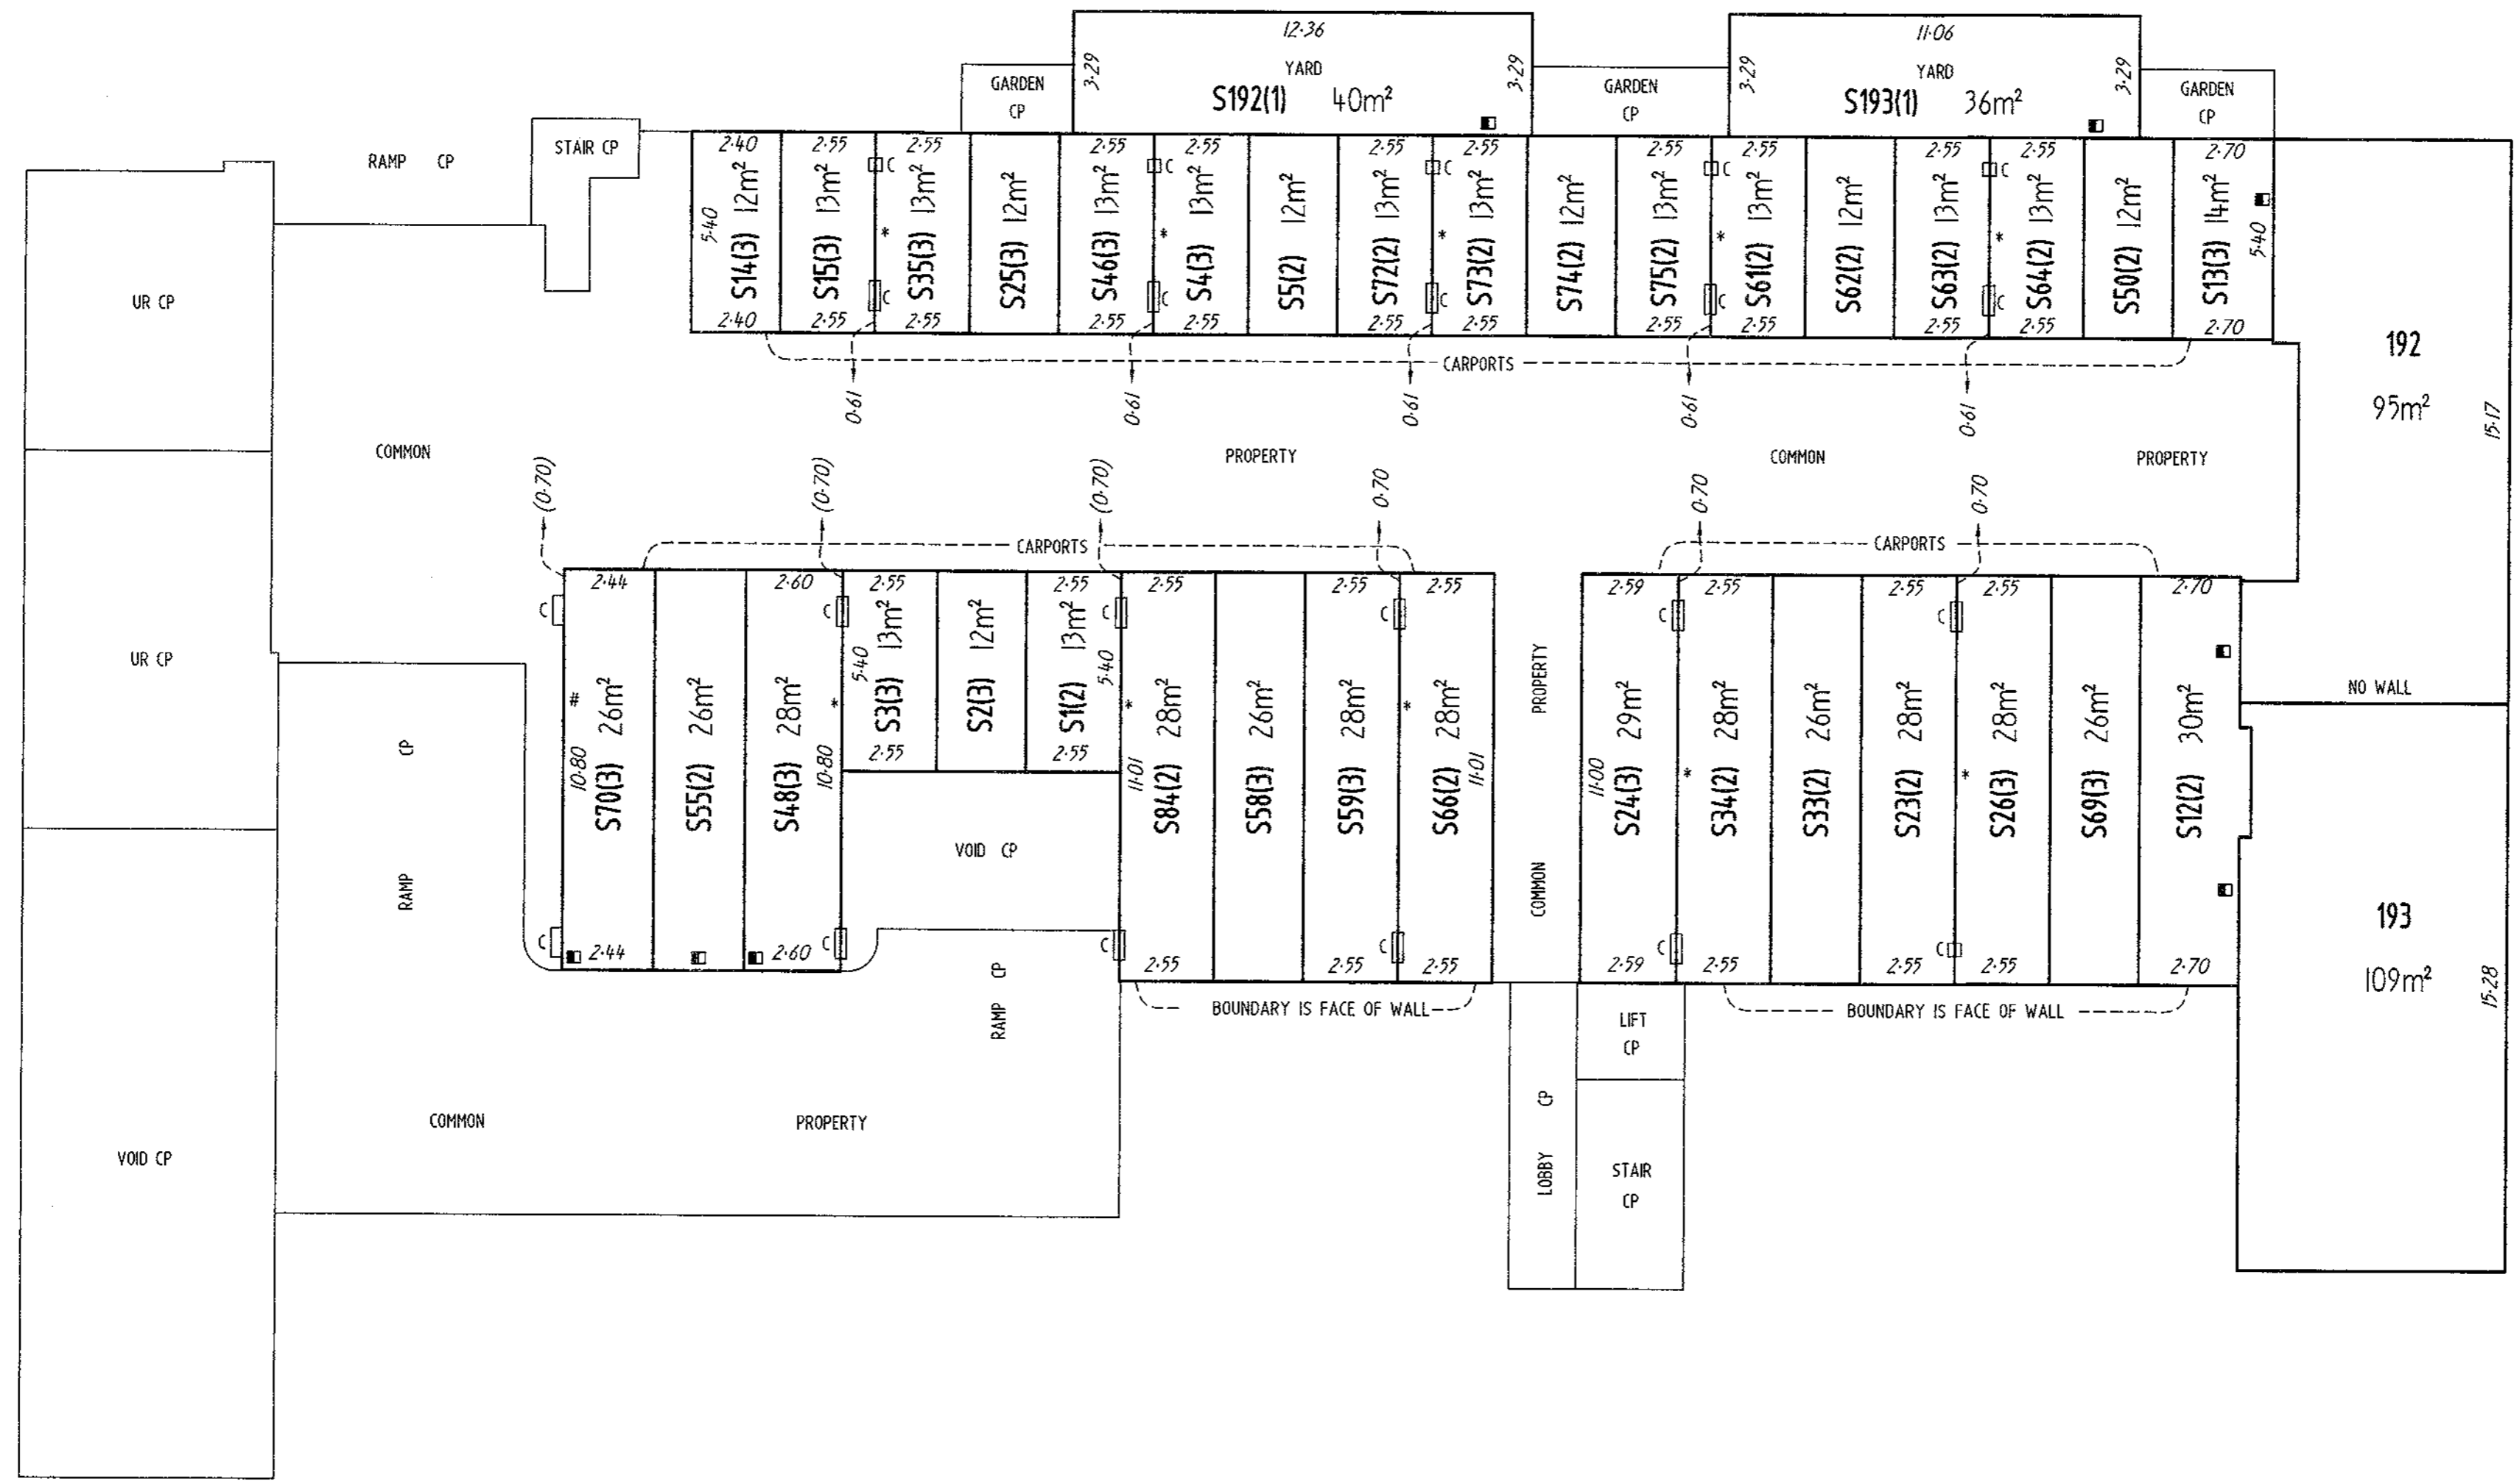 12·36
3·29
YARD
3·29
S192(1) 40m²
11·06
3·29
YARD
3·29
S193(1) 36m²
GARDEN
CP
GARDEN
CP
GARDEN
CP
RAMP CP
STAIR CP
2·40
5·40
S14(3) 12m²
2·40
2·55
S15(3) 13m²
2·55
C
*
C
2·55
S35(3) 13m²
2·55
S25(3) 12m²
2·55
S46(3) 13m²
2·55
C
*
C
2·55
S4(3) 13m²
2·55
S5(2) 12m²
2·55
S72(2) 13m²
2·55
C
*
C
2·55
S73(2) 13m²
2·55
S74(2) 12m²
2·55
S75(2) 13m²
2·55
C
*
C
2·55
S61(2) 13m²
2·55
S62(2) 12m²
2·55
S63(2) 13m²
2·55
C
*
C
2·55
S64(2) 13m²
2·55
S50(2) 12m²
2·70
S13(3) 14m²
5·40
2·70
CARPORTS
0·61
0·61
0·61
0·61
0·61
192
95m²
15·17
UR CP
COMMON
PROPERTY
COMMON
PROPERTY
(0·70)
(0·70)
(0·70)
0·70
0·70
0·70
CARPORTS
CARPORTS
UR CP
C
#
C
2·44
S70(3) 26m²
10·80
2·44
S55(2) 26m²
2·60
S48(3) 28m²
10·80
2·60
C
*
C
2·55
5·40
S3(3) 13m²
2·55
S2(3) 12m²
2·55
S1(2) 13m²
5·40
2·55
C
*
C
2·55
11·01
S84(2) 28m²
2·55
S58(3) 26m²
2·55
S59(3) 28m²
2·55
C
*
C
2·55
S66(2) 28m²
11·01
2·55
COMMON PROPERTY
2·59
11·00
S24(3) 29m²
2·59
C
*
C
2·55
S34(2) 28m²
2·55
S33(2) 26m²
2·55
S23(2) 28m²
2·55
C
*
C
2·55
S26(3) 28m²
2·55
S69(3) 26m²
2·70
S12(2) 30m²
2·70
NO WALL
193
109m²
15·28
RAMP CP
VOID CP
RAMP CP
BOUNDARY IS FACE OF WALL
BOUNDARY IS FACE OF WALL
LIFT
CP
LOBBY CP
STAIR
CP
COMMON
PROPERTY
VOID CP